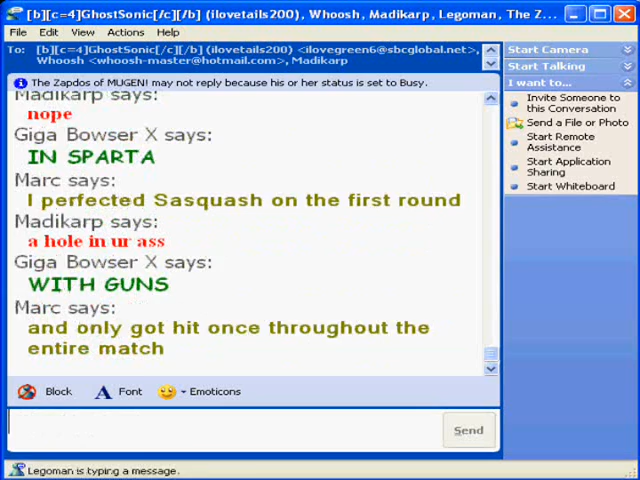 [b][c=4]GhostSonic[/c][/b] (ilovetails200), Whoosh, Madikarp, Legoman, The Z...
File Edit View Actions Help
To: [b][c=4]GhostSonic[/c][/b] (ilovetails200) <ilovegreen6@sbcglobal.net>,
Whoosh <whoosh-master@hotmail.com>, Madikarp
The Zapdos of MUGEN! may not reply because his or her status is set to Busy.
Madikarp says:
nope
Giga Bowser X says:
IN SPARTA
Marc says:
I perfected Sasquash on the first round
Madikarp says:
a hole in ur ass
Giga Bowser X says:
WITH GUNS
Marc says:
and only got hit once throughout the
entire match
Block Font Emoticons
Send
Legoman is typing a message.
Start Camera
Start Talking
I want to...
Invite Someone to
this Conversation
Send a File or Photo
Start Remote
Assistance
Start Application
Sharing
Start Whiteboard